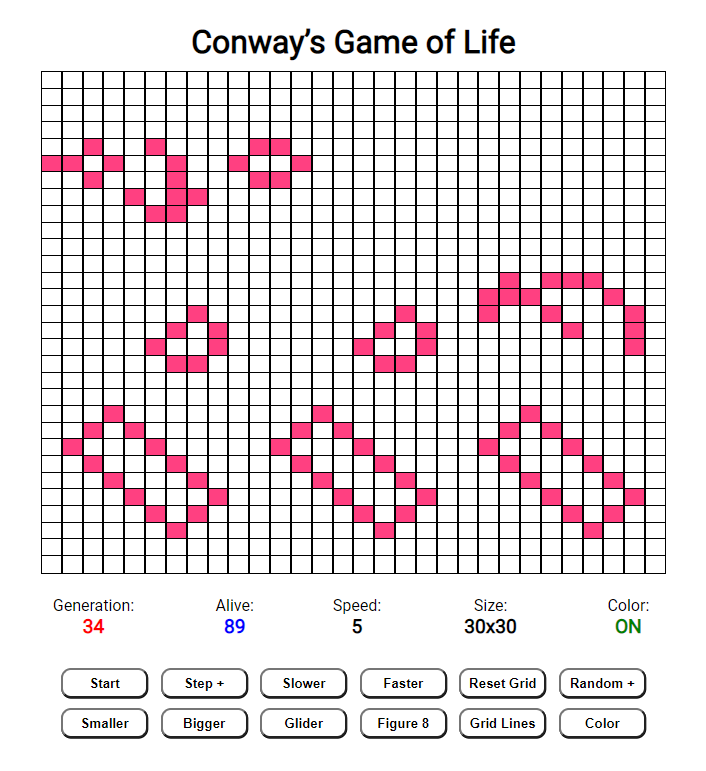 Conway's Game of Life
Generation: Alive: Speed: Size: Color:
34 89 5 30x30 ON
Start Step + Slower Faster Reset Grid Random +
Smaller Bigger Glider Figure 8 Grid Lines Color